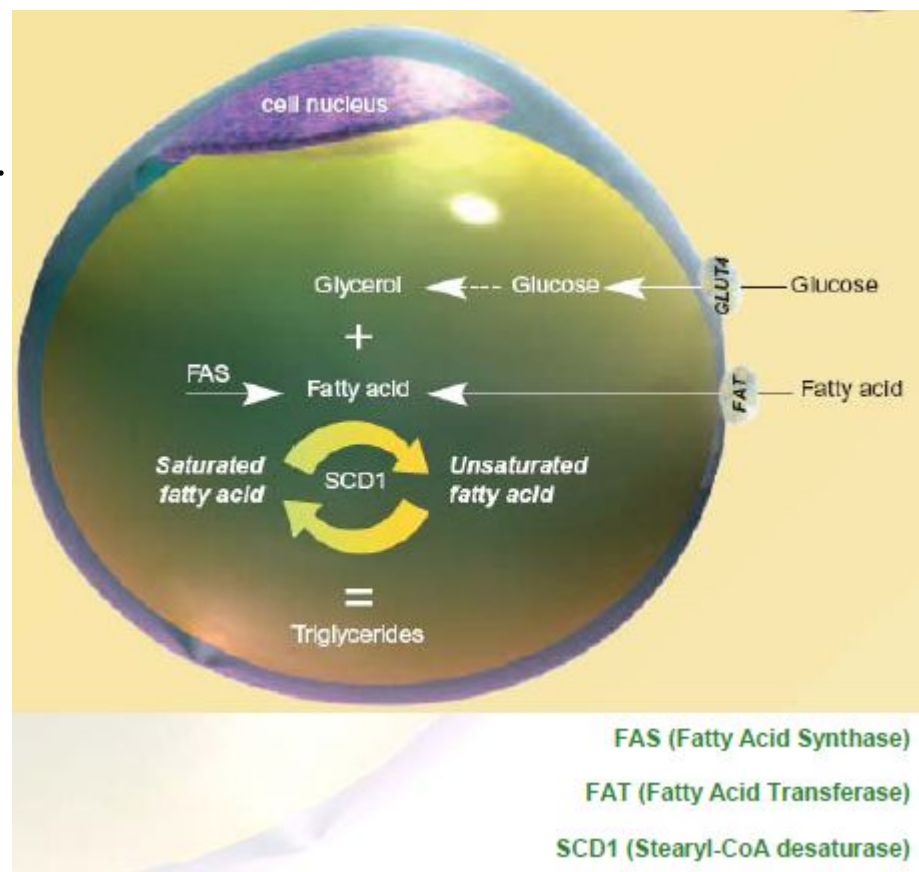 cell nucleus
Glycerol
Glucose
GLUT4
Glucose
+
FAS
Fatty acid
FAT
Fatty acid
Saturated
fatty acid
SCD1
Unsaturated
fatty acid
=
Triglycerides
FAS (Fatty Acid Synthase)
FAT (Fatty Acid Transferase)
SCD1 (Stearyl-CoA desaturase)